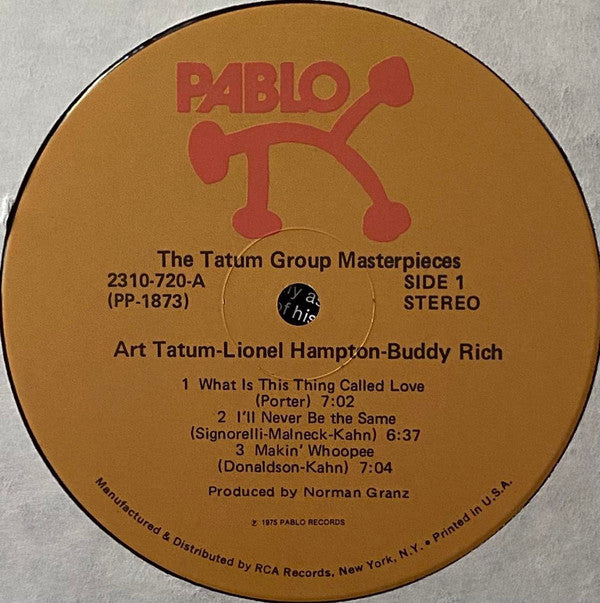 PABLO
The Tatum Group Masterpieces
2310-720-A SIDE 1
(PP-1873) STEREO
as
of his
Art Tatum-Lionel Hampton-Buddy Rich
1 What Is This Thing Called Love
(Porter) 7:02
2 I'll Never Be the Same
(Signorelli-Malneck-Kahn) 6:37
3 Makin' Whoopee
(Donaldson-Kahn) 7:04
Produced by Norman Granz
℗ 1975 PABLO RECORDS
Manufactured & Distributed by RCA Records, New York, N.Y. • Printed in U.S.A.